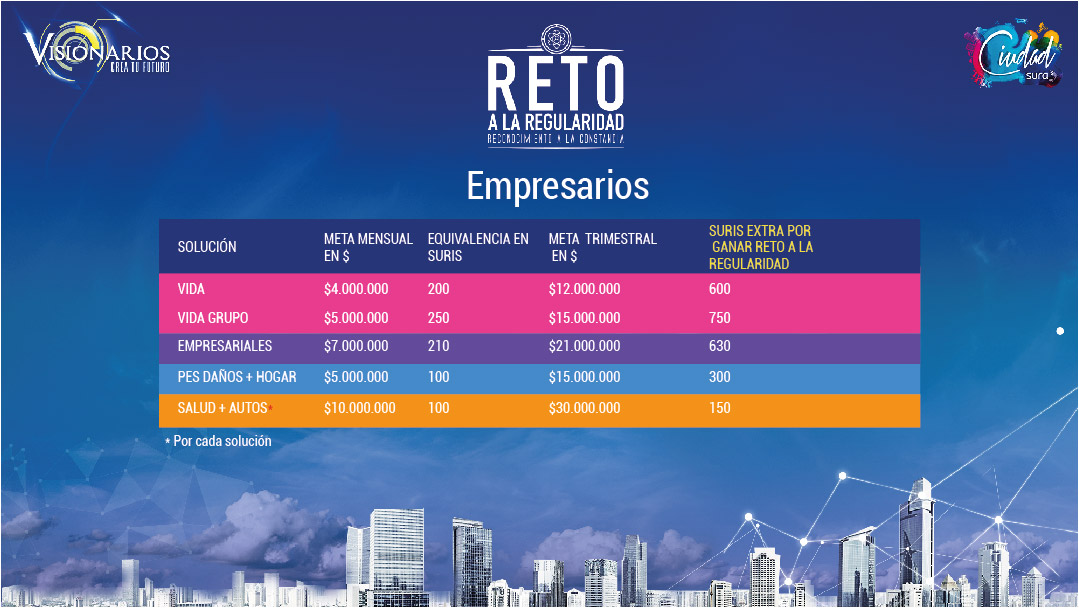 VISIONARIOS
CREA TU FUTURO
Ciudad
sura
RETO
A LA REGULARIDAD
RECONOCIMIENTO A LA CONSTANCIA
Empresarios
SOLUCIÓN META MENSUAL EN $ EQUIVALENCIA EN SURIS META TRIMESTRAL EN $ SURIS EXTRA POR GANAR RETO A LA REGULARIDAD
VIDA $4.000.000 200 $12.000.000 600
VIDA GRUPO $5.000.000 250 $15.000.000 750
EMPRESARIALES $7.000.000 210 $21.000.000 630
PES DAÑOS + HOGAR $5.000.000 100 $15.000.000 300
SALUD + AUTOS* $10.000.000 100 $30.000.000 150
* Por cada solución